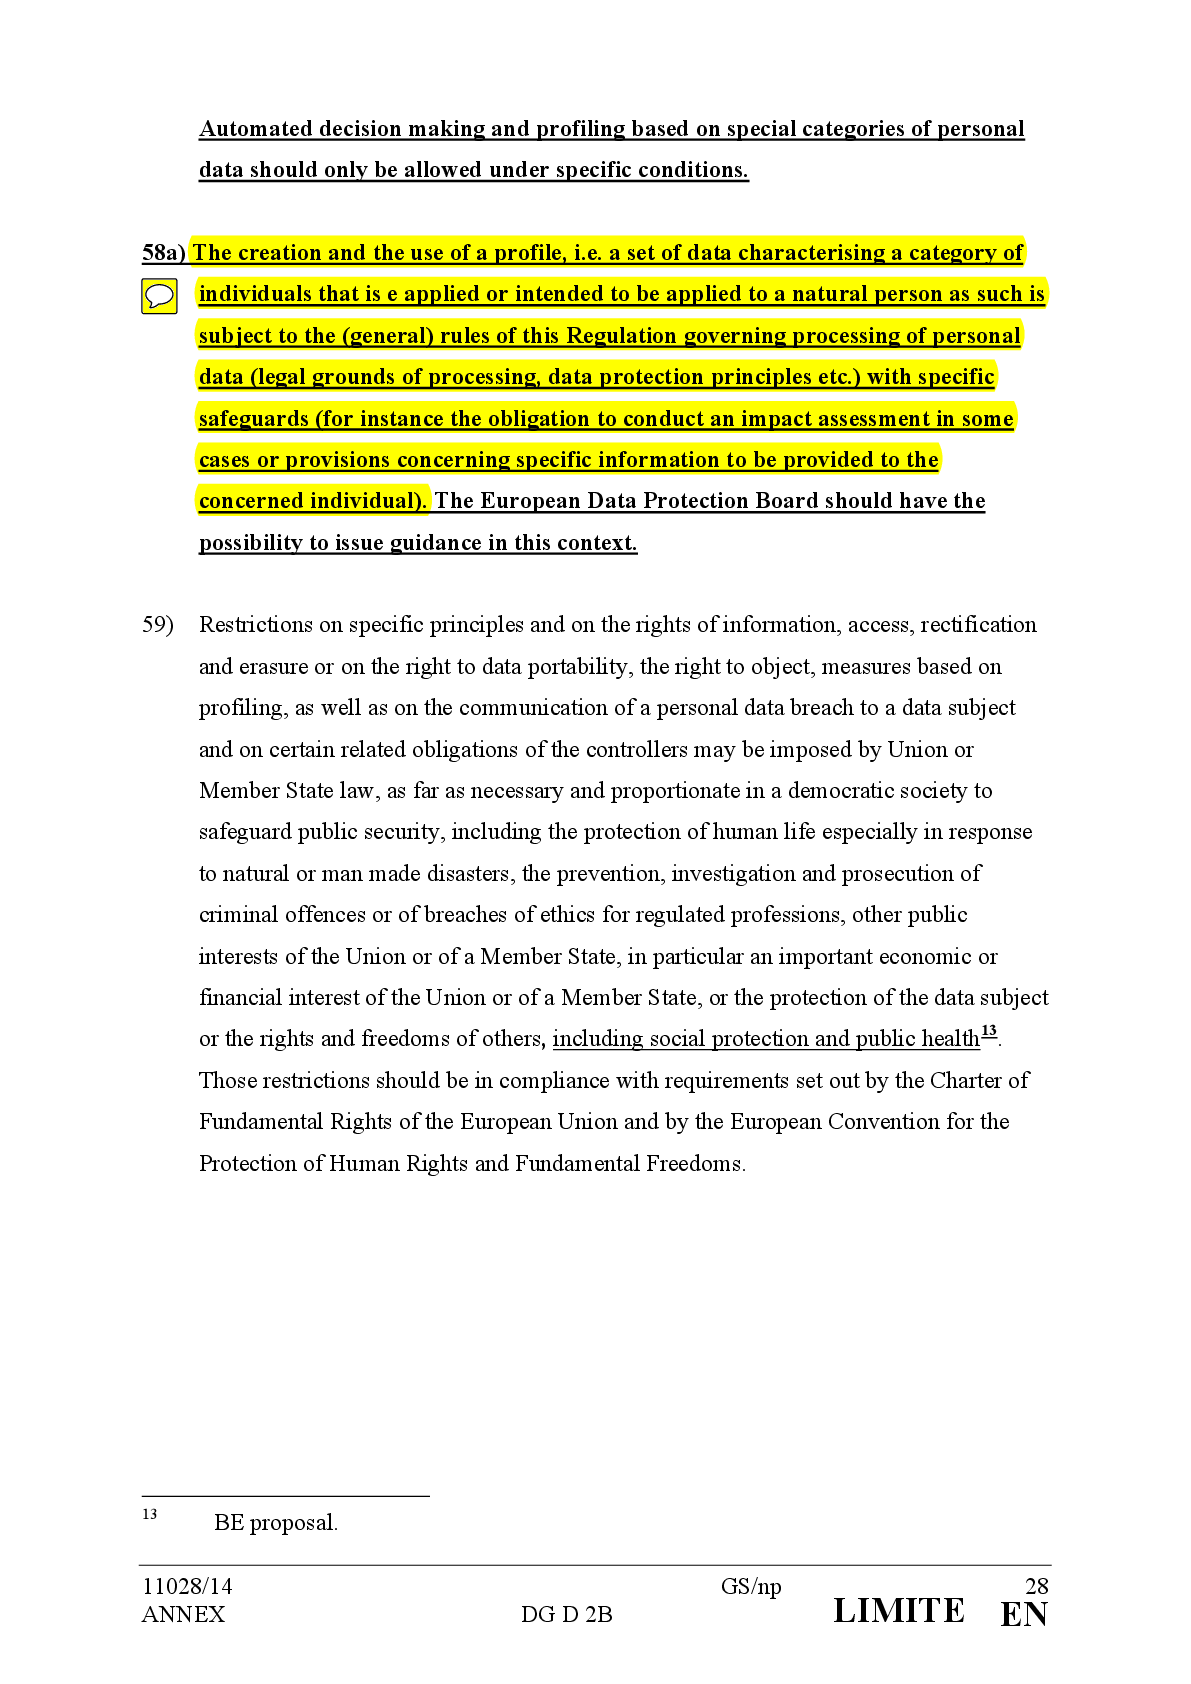 Automated decision making and profiling based on special categories of personal
data should only be allowed under specific conditions.
58a) The creation and the use of a profile, i.e. a set of data characterising a category of
individuals that is e applied or intended to be applied to a natural person as such is
subject to the (general) rules of this Regulation governing processing of personal
data (legal grounds of processing, data protection principles etc.) with specific
safeguards (for instance the obligation to conduct an impact assessment in some
cases or provisions concerning specific information to be provided to the
concerned individual). The European Data Protection Board should have the
possibility to issue guidance in this context.
59) Restrictions on specific principles and on the rights of information, access, rectification
and erasure or on the right to data portability, the right to object, measures based on
profiling, as well as on the communication of a personal data breach to a data subject
and on certain related obligations of the controllers may be imposed by Union or
Member State law, as far as necessary and proportionate in a democratic society to
safeguard public security, including the protection of human life especially in response
to natural or man made disasters, the prevention, investigation and prosecution of
criminal offences or of breaches of ethics for regulated professions, other public
interests of the Union or of a Member State, in particular an important economic or
financial interest of the Union or of a Member State, or the protection of the data subject
or the rights and freedoms of others, including social protection and public health13.
Those restrictions should be in compliance with requirements set out by the Charter of
Fundamental Rights of the European Union and by the European Convention for the
Protection of Human Rights and Fundamental Freedoms.
13 BE proposal.
11028/14 GS/np 28
ANNEX DG D 2B LIMITE EN